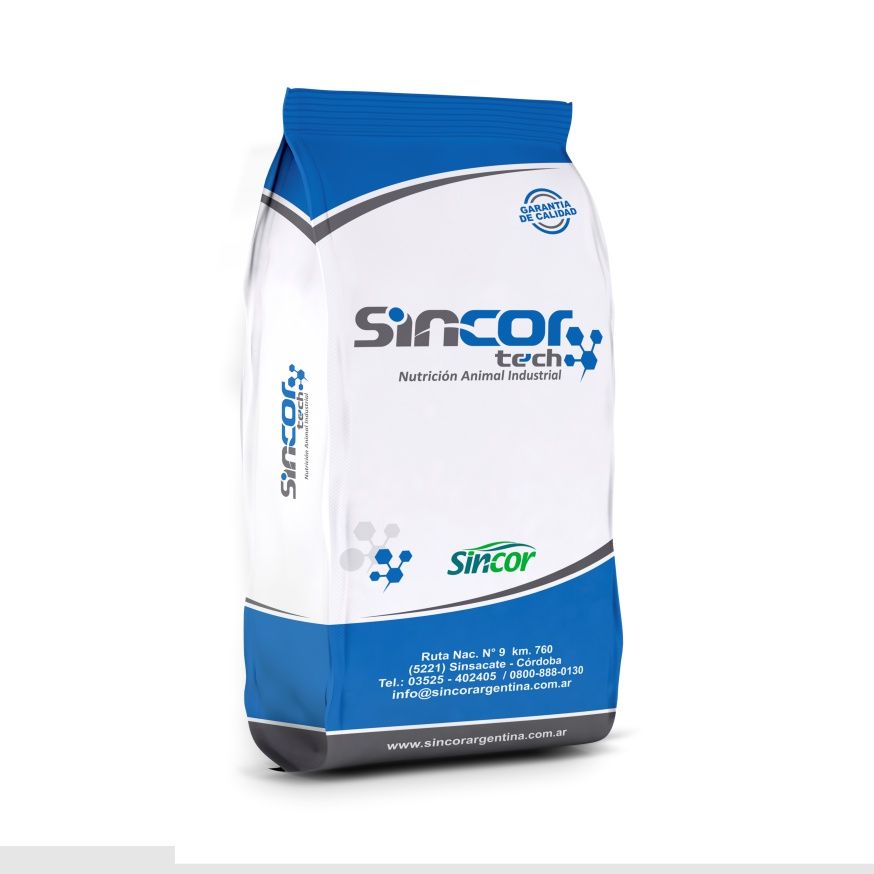 GARANTIA
DE CALIDAD
Sincor
tech
Nutrición Animal Industrial
Sincor
tech
Nutrición Animal Industrial
Sincor
Ruta Nac. N° 9 km. 760
(5221) Sinsacate - Córdoba
Tel.: 03525 - 402405 / 0800-888-0130
info@sincorargentina.com.ar
www.sincorargentina.com.ar